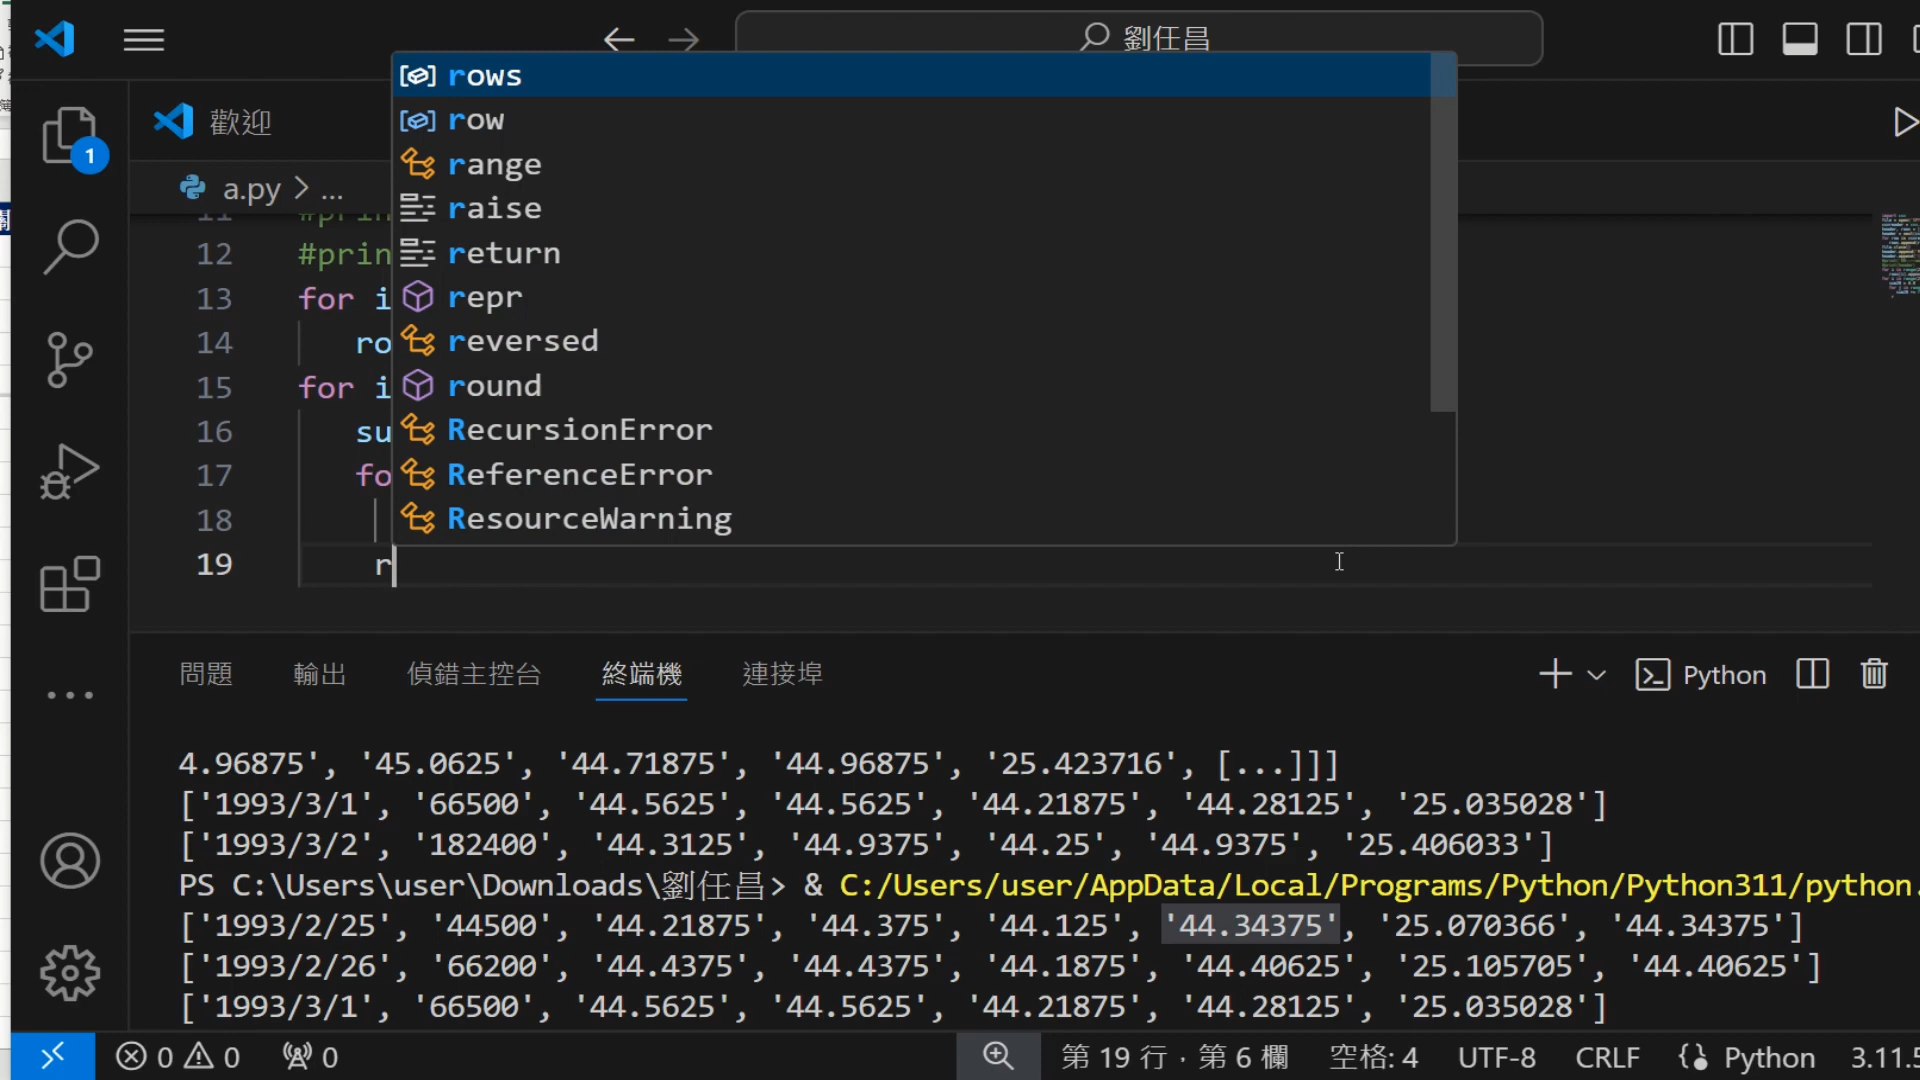 劉任昌
歡迎
1
a.py > ...
rows
row
range
raise
return
repr
reversed
round
RecursionError
ReferenceError
ResourceWarning
12 #prin
13 for i
14 ro
15 for i
16 su
17 fo
18
19 r
問題 輸出 偵錯主控台 終端機 連接埠 Python
4.96875', '45.0625', '44.71875', '44.96875', '25.423716', [...]]]
['1993/3/1', '66500', '44.5625', '44.5625', '44.21875', '44.28125', '25.035028']
['1993/3/2', '182400', '44.3125', '44.9375', '44.25', '44.9375', '25.406033']
PS C:\Users\user\Downloads\劉任昌> & C:/Users/user/AppData/Local/Programs/Python/Python311/python.
['1993/2/25', '44500', '44.21875', '44.375', '44.125', '44.34375', '25.070366', '44.34375']
['1993/2/26', '66200', '44.4375', '44.4375', '44.1875', '44.40625', '25.105705', '44.40625']
['1993/3/1', '66500', '44.5625', '44.5625', '44.21875', '44.28125', '25.035028']
0 0 0 第 19 行，第 6 欄 空格: 4 UTF-8 CRLF Python 3.11.5